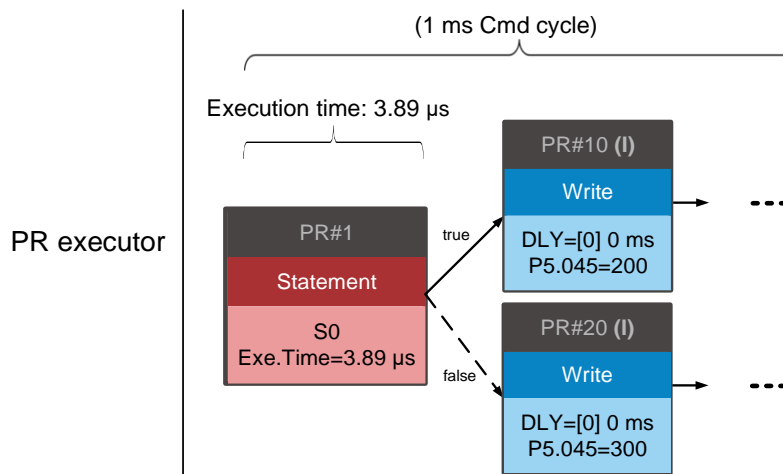 (1 ms Cmd cycle)
Execution time: 3.89 µs
PR executor
PR#1
Statement
S0
Exe.Time=3.89 µs
true
false
PR#10 (I)
Write
DLY=[0] 0 ms
P5.045=200
PR#20 (I)
Write
DLY=[0] 0 ms
P5.045=300